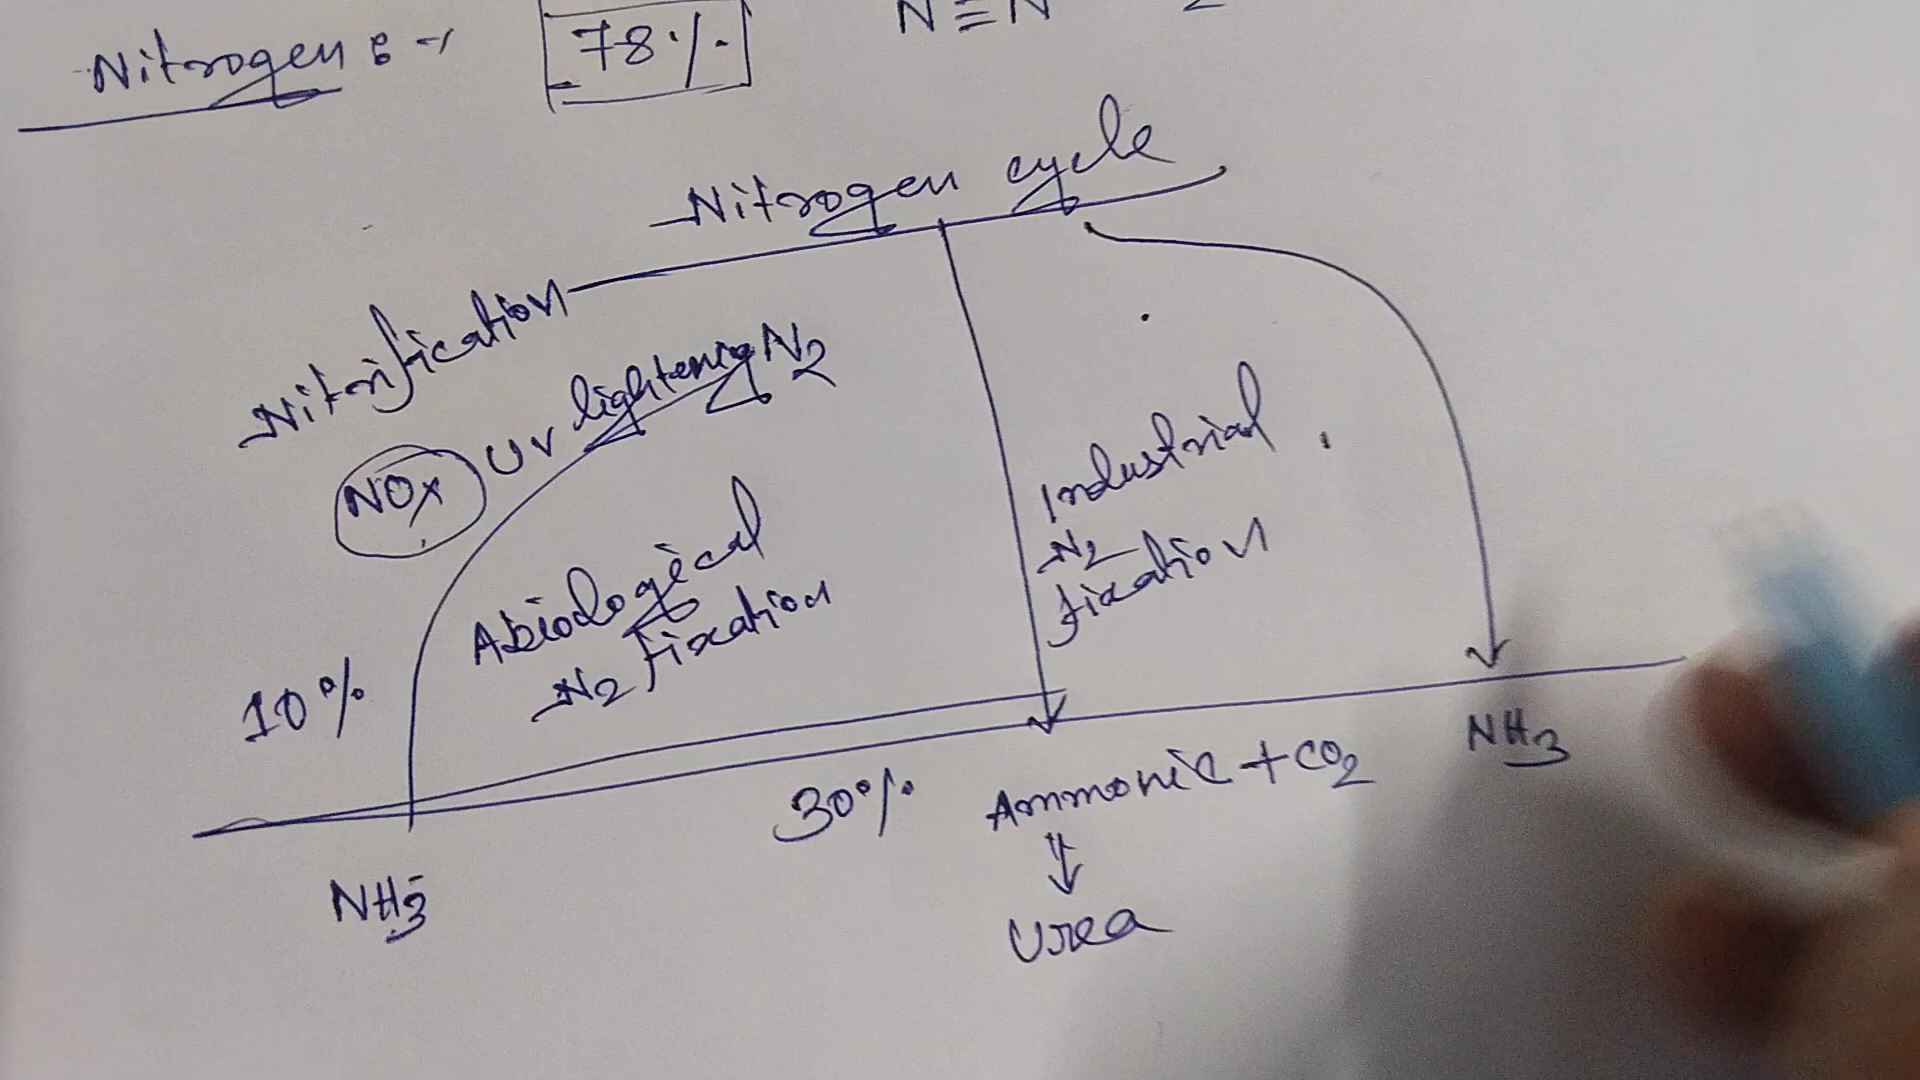 Nitrogen :-
78%.
N≡N
Nitrogen cycle
Nitrification
NOx UV lightening N2
Abiological
N2 fixation
Industrial
N2
fixation
10%
30%
NH3
Ammonia + CO2
Urea
NH3